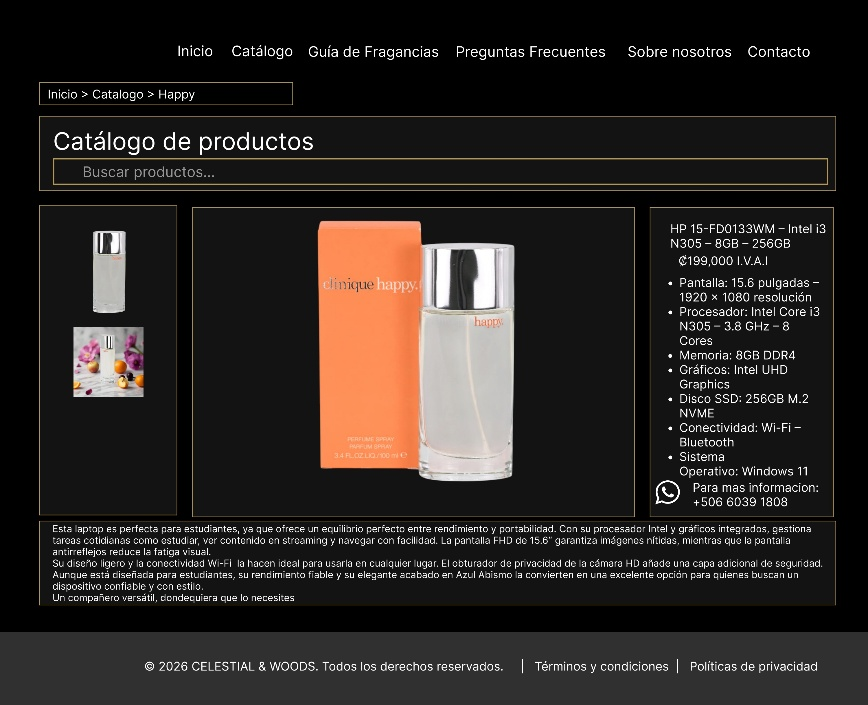 Inicio Catálogo Guía de Fragancias Preguntas Frecuentes Sobre nosotros Contacto
Inicio > Catalogo > Happy
Catálogo de productos
Buscar productos...
happy.
clinique happy.
happy.
PERFUME SPRAY
PARFUM SPRAY
3.4 FL.OZ.LIQ./100 ml ℮
HP 15-FD0133WM – Intel i3
N305 – 8GB – 256GB
₡199,000 I.V.A.I
• Pantalla: 15.6 pulgadas –
1920 × 1080 resolución
• Procesador: Intel Core i3
N305 – 3.8 GHz – 8
Cores
• Memoria: 8GB DDR4
• Gráficos: Intel UHD
Graphics
• Disco SSD: 256GB M.2
NVME
• Conectividad: Wi-Fi –
Bluetooth
• Sistema
Operativo: Windows 11
Para mas informacion:
+506 6039 1808
Esta laptop es perfecta para estudiantes, ya que ofrece un equilibrio perfecto entre rendimiento y portabilidad. Con su procesador Intel y gráficos integrados, gestiona
tareas cotidianas como estudiar, ver contenido en streaming y navegar con facilidad. La pantalla FHD de 15.6” garantiza imágenes nítidas, mientras que la pantalla
antirreflejos reduce la fatiga visual.
Su diseño ligero y la conectividad Wi-Fi la hacen ideal para usarla en cualquier lugar. El obturador de privacidad de la cámara HD añade una capa adicional de seguridad.
Aunque está diseñada para estudiantes, su rendimiento fiable y su elegante acabado en Azul Abismo la convierten en una excelente opción para quienes buscan un
dispositivo confiable y con estilo.
Un compañero versátil, dondequiera que lo necesites
© 2026 CELESTIAL & WOODS. Todos los derechos reservados. | Términos y condiciones | Políticas de privacidad